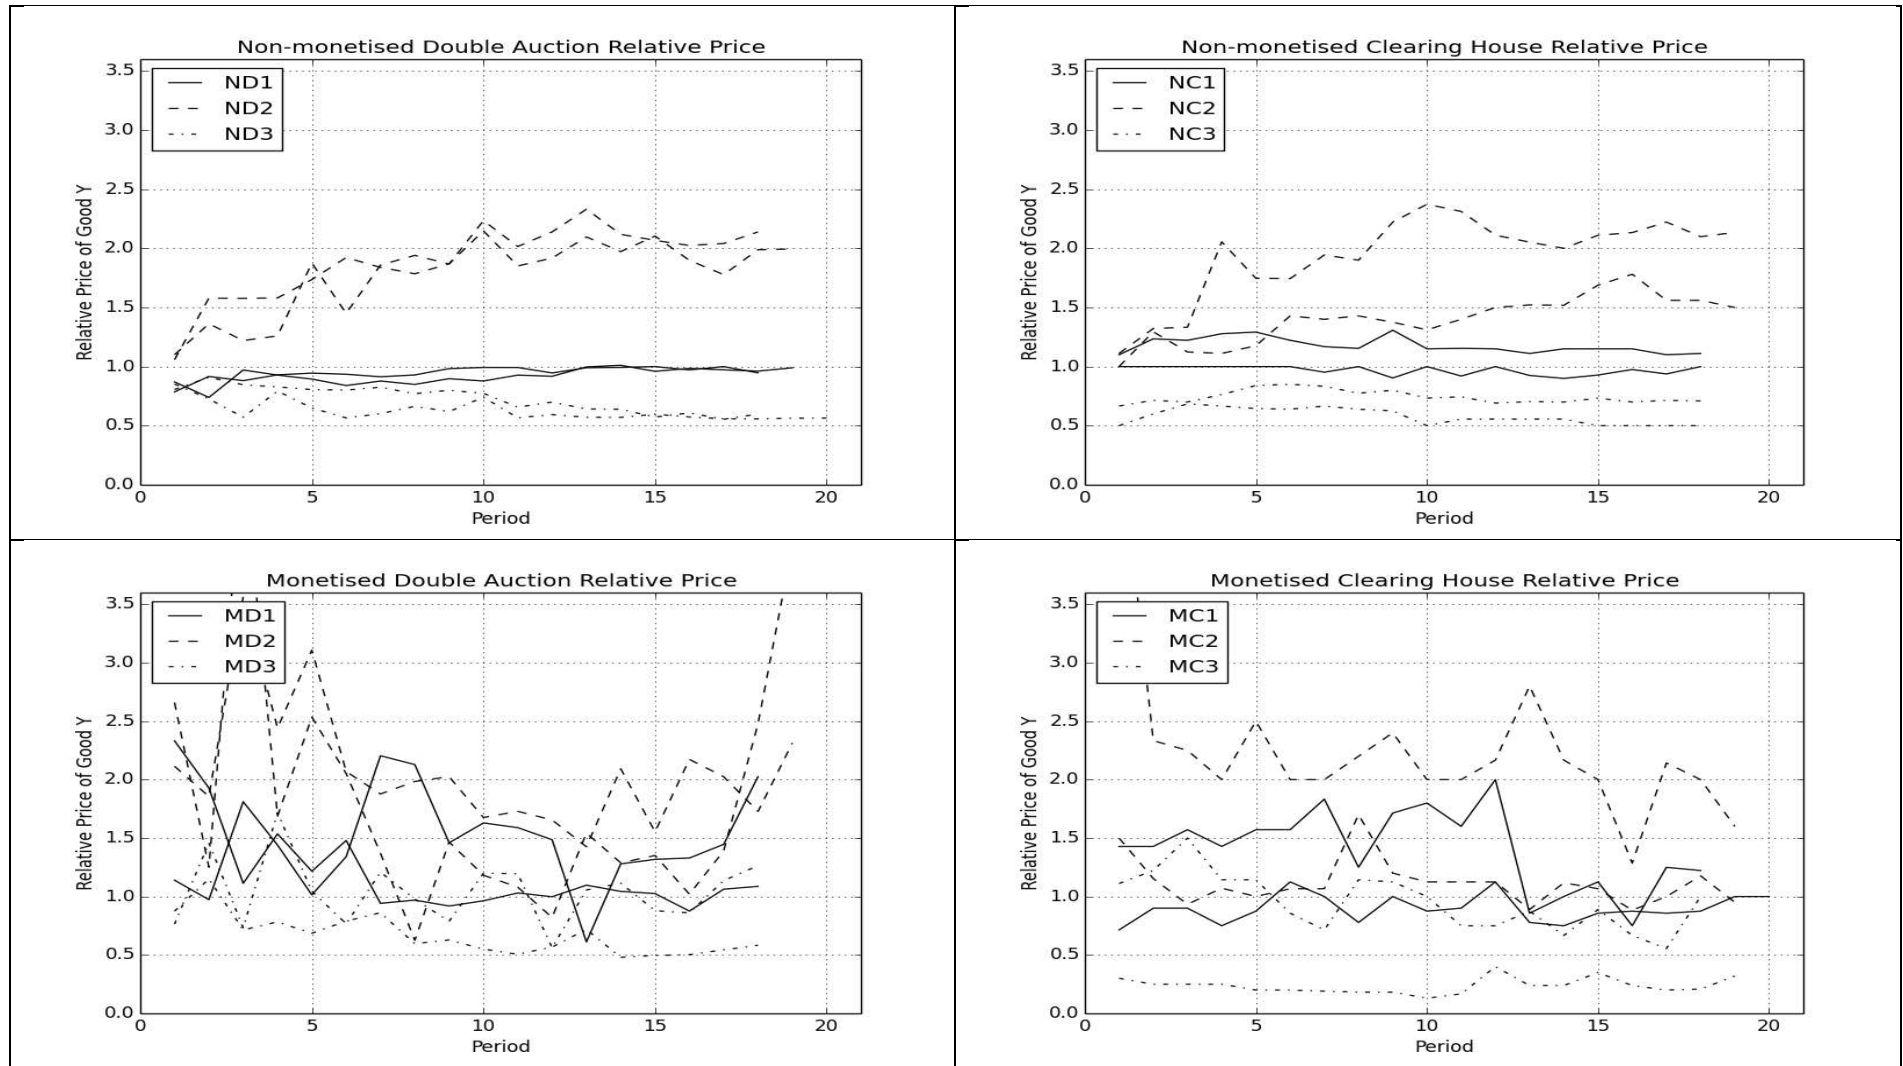 Non-monetised Double Auction Relative Price
3.5
3.0
2.5
2.0
1.5
1.0
0.5
0.0
Relative Price of Good Y
ND1
ND2
ND3
0 5 10 15 20
Period
Non-monetised Clearing House Relative Price
3.5
3.0
2.5
2.0
1.5
1.0
0.5
0.0
Relative Price of Good Y
NC1
NC2
NC3
0 5 10 15 20
Period
Monetised Double Auction Relative Price
3.5
3.0
2.5
2.0
1.5
1.0
0.5
0.0
Relative Price of Good Y
MD1
MD2
MD3
0 5 10 15 20
Period
Monetised Clearing House Relative Price
3.5
3.0
2.5
2.0
1.5
1.0
0.5
0.0
Relative Price of Good Y
MC1
MC2
MC3
0 5 10 15 20
Period